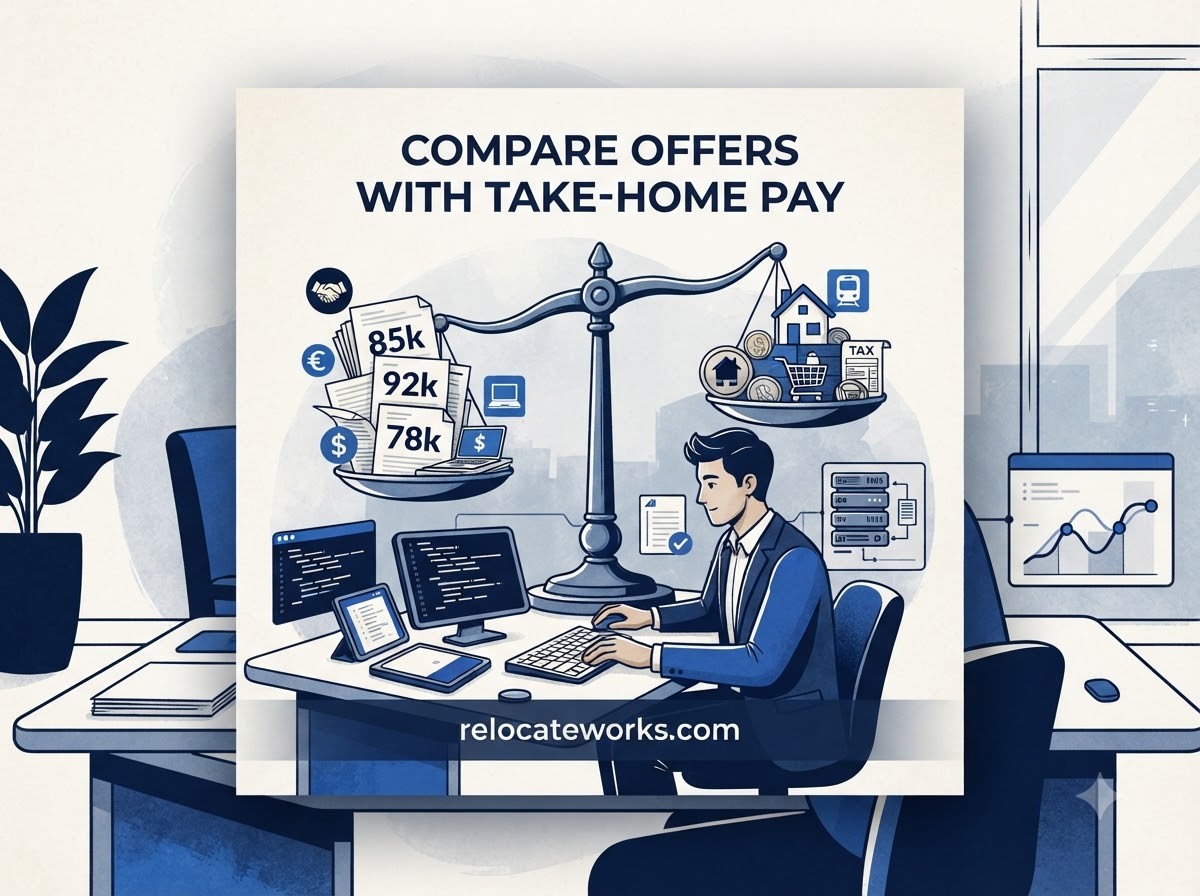 COMPARE OFFERS
WITH TAKE-HOME PAY
85k
€
92k
TAX
$
78k
$
relocateworks.com